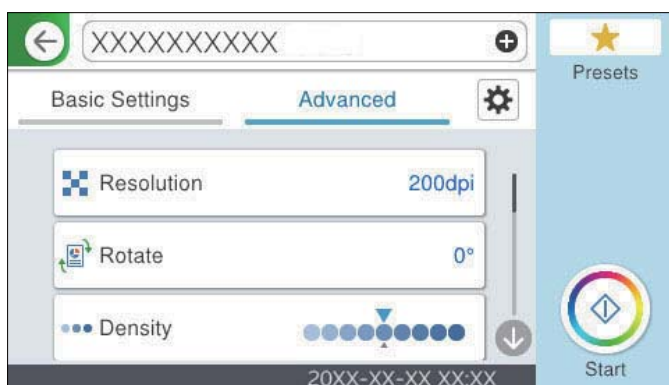 XXXXXXXXXX
Presets
Basic Settings Advanced
Resolution 200dpi
Rotate 0°
Density
20XX-XX-XX XX:XX
Start